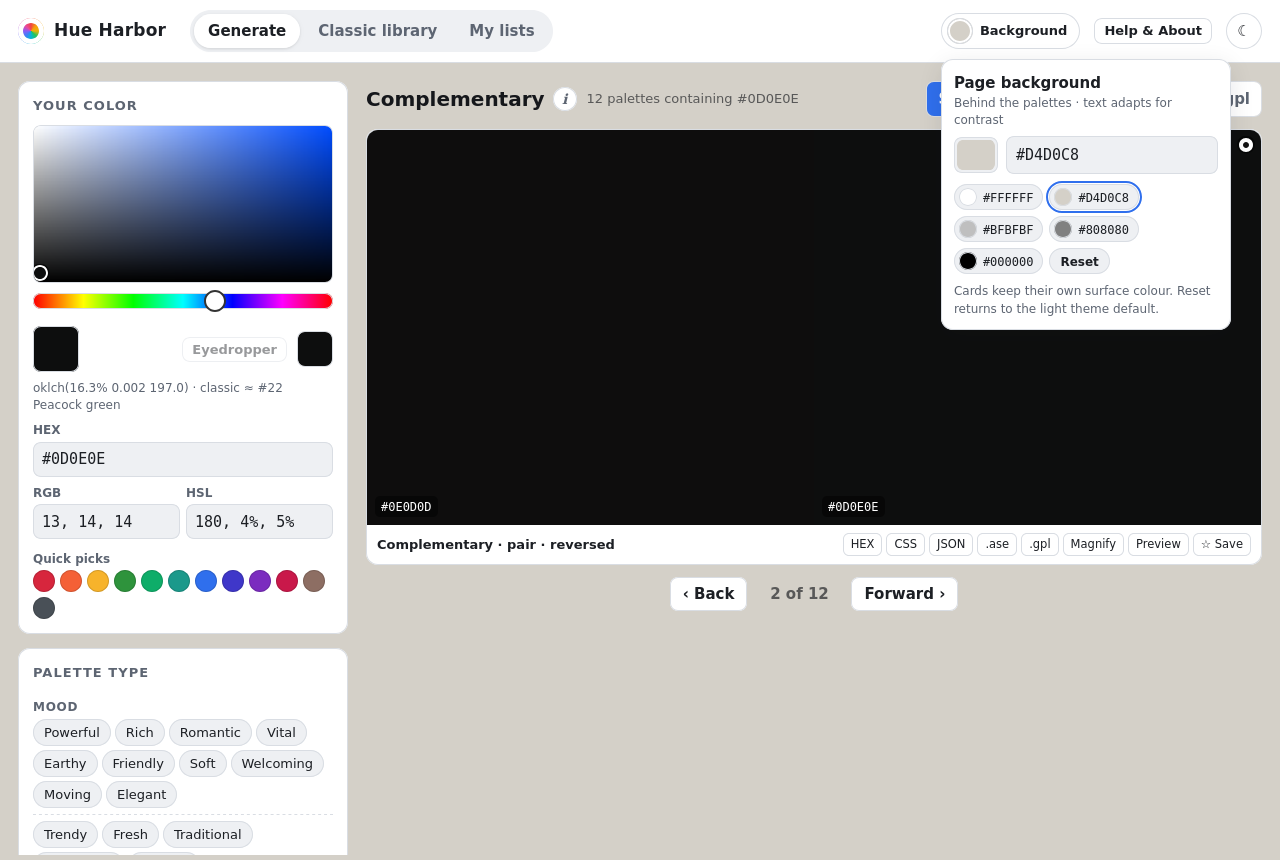 Hue Harbor
Generate
Classic library
My lists
Background
Help & About
YOUR COLOR
Eyedropper
oklch(16.3% 0.002 197.0) · classic ≈ #22
Peacock green
HEX
#0D0E0E
RGB
HSL
13, 14, 14
180, 4%, 5%
Quick picks
PALETTE TYPE
MOOD
Powerful
Rich
Romantic
Vital
Earthy
Friendly
Soft
Welcoming
Moving
Elegant
Trendy
Fresh
Traditional
Complementary
i
12 palettes containing #0D0E0E
Page background
Behind the palettes · text adapts for
contrast
#D4D0C8
#FFFFFF
#D4D0C8
#BFBFBF
#808080
#000000
Reset
Cards keep their own surface colour. Reset
returns to the light theme default.
#0E0D0D
#0D0E0E
Complementary · pair · reversed
HEX
CSS
JSON
.ase
.gpl
Magnify
Preview
☆ Save
‹ Back
2 of 12
Forward ›